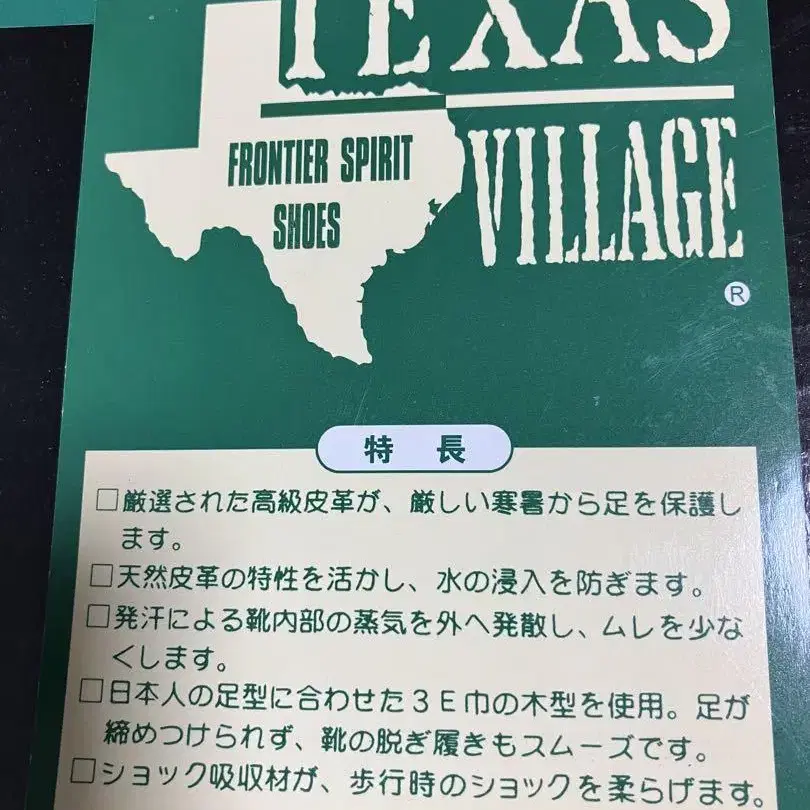 TEXAS
FRONTIER SPIRIT
SHOES
VILLAGE
®
特 長
□厳選された高級皮革が、厳しい寒暑から足を保護し
ます。
□天然皮革の特性を活かし、水の浸入を防ぎます。
□発汗による靴内部の蒸気を外へ発散し、ムレを少な
くします。
□日本人の足型に合わせた3E巾の木型を使用。足が
締めつけられず、靴の脱ぎ履きもスムーズです。
□ショック吸収材が、歩行時のショックを柔らげます。